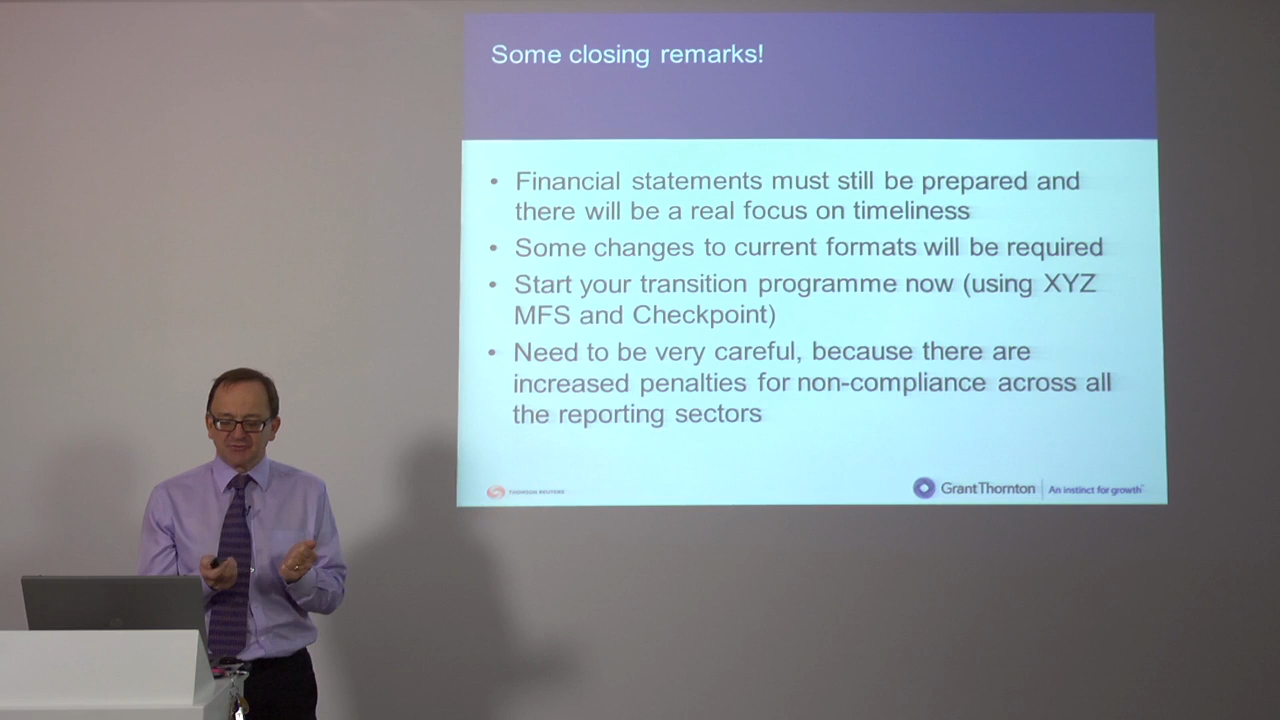 Some closing remarks!
• Financial statements must still be prepared and
there will be a real focus on timeliness
• Some changes to current formats will be required
• Start your transition programme now (using XYZ
MFS and Checkpoint)
• Need to be very careful, because there are
increased penalties for non-compliance across all
the reporting sectors
THOMSON REUTERS
GrantThornton
An instinct for growth™